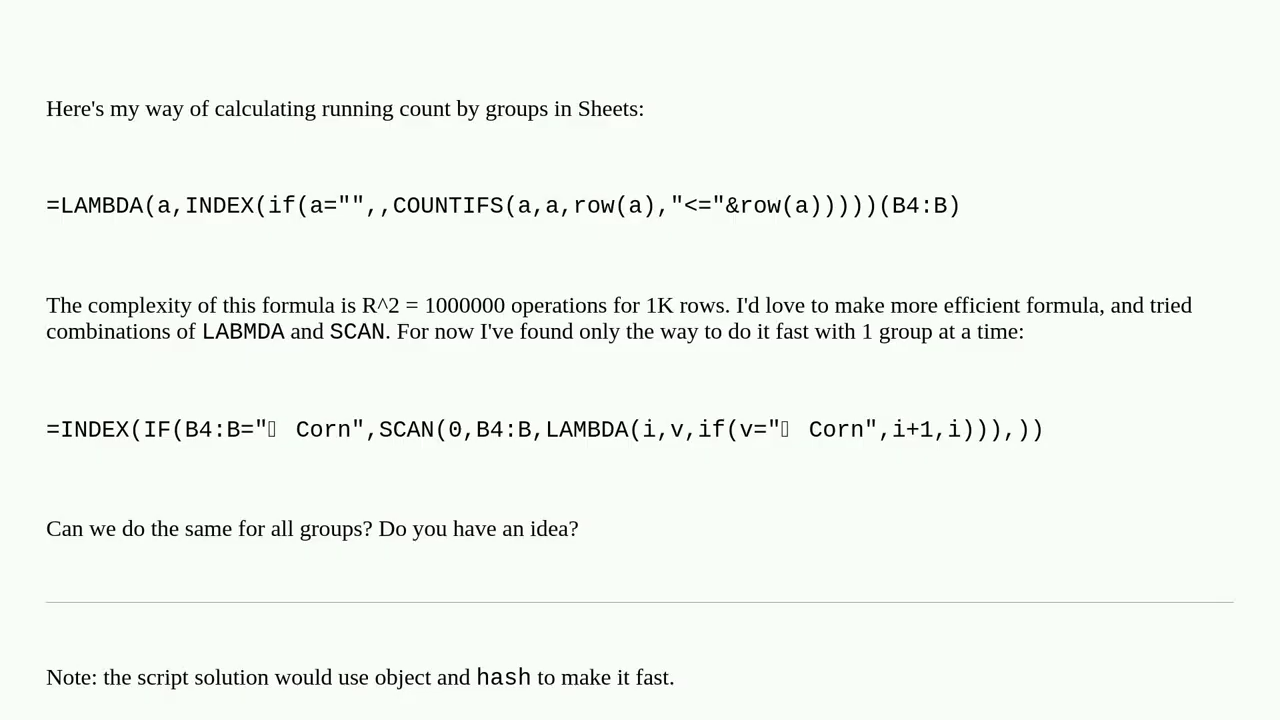 Here's my way of calculating running count by groups in Sheets:
=LAMBDA(a,INDEX(if(a="",,COUNTIFS(a,a,row(a),"<="&row(a)))))(B4:B)
The complexity of this formula is R^2 = 1000000 operations for 1K rows. I'd love to make more efficient formula, and tried
combinations of LABMDA and SCAN. For now I've found only the way to do it fast with 1 group at a time:
=INDEX(IF(B4:B="▯ Corn",SCAN(0,B4:B,LAMBDA(i,v,if(v="▯ Corn",i+1,i))),))
Can we do the same for all groups? Do you have an idea?
Note: the script solution would use object and hash to make it fast.